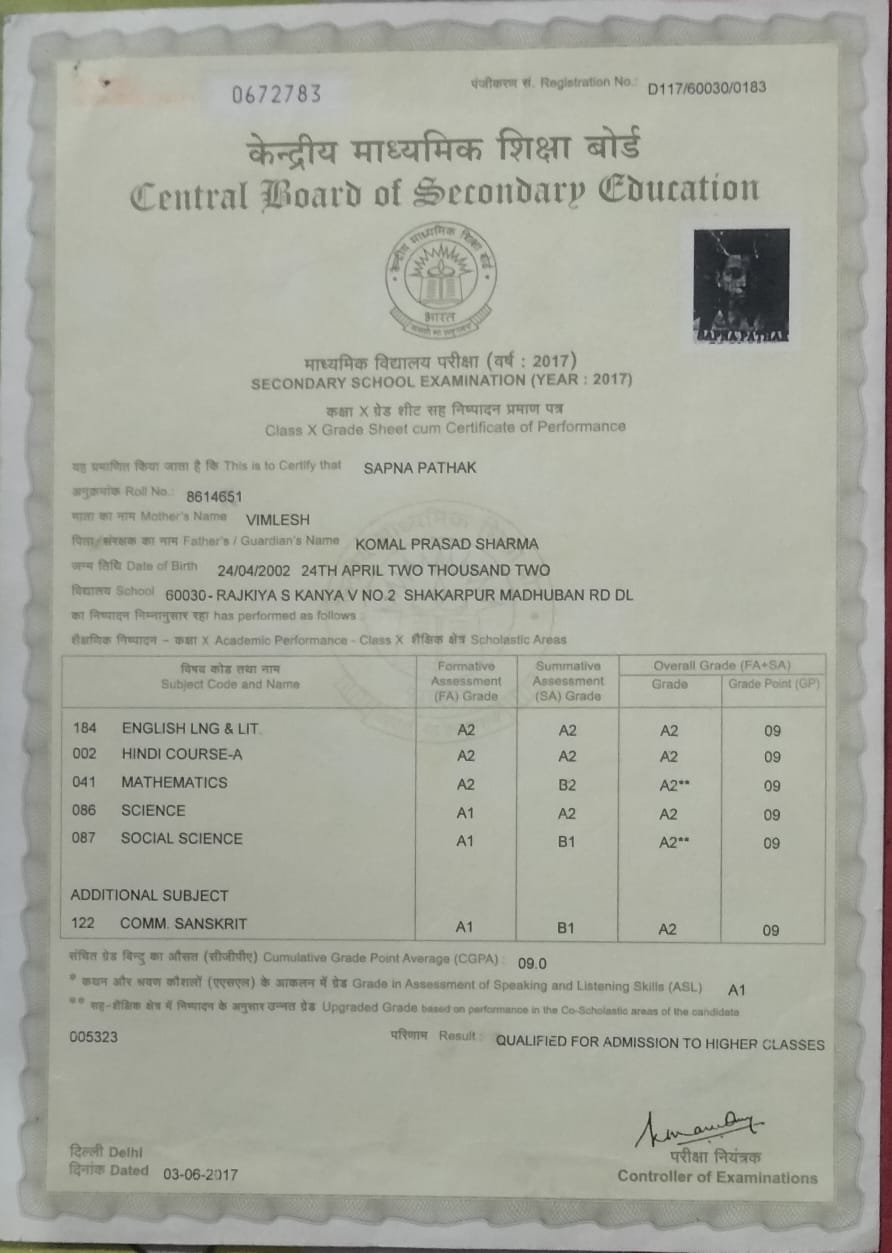 0672783
पंजीकरण सं. Registration No.: D117/60030/0183
केन्द्रीय माध्यमिक शिक्षा बोर्ड
Central Board of Secondary Education
केन्द्रीय माध्यमिक शिक्षा बोर्ड
भारत
माध्यमिक विद्यालय परीक्षा (वर्ष : 2017)
SECONDARY SCHOOL EXAMINATION (YEAR : 2017)
कक्षा X ग्रेड शीट सह निष्पादन प्रमाण पत्र
Class X Grade Sheet cum Certificate of Performance
यह प्रमाणित किया जाता है कि This is to Certify that SAPNA PATHAK
अनुक्रमांक Roll No.: 8614651
माता का नाम Mother's Name VIMLESH
पिता/संरक्षक का नाम Father's / Guardian's Name KOMAL PRASAD SHARMA
जन्म तिथि Date of Birth 24/04/2002 24TH APRIL TWO THOUSAND TWO
विद्यालय School 60030- RAJKIYA S KANYA V NO.2 SHAKARPUR MADHUBAN RD DL
का निष्पादन निम्नानुसार रहा has performed as follows
शैक्षणिक निष्पादन – कक्षा X Academic Performance - Class X शैक्षिक क्षेत्र Scholastic Areas
विषय कोड तथा नाम Subject Code and Name Formative Assessment (FA) Grade Summative Assessment (SA) Grade Overall Grade (FA+SA)
Grade Grade Point (GP)
184 ENGLISH LNG & LIT. A2 A2 A2 09
002 HINDI COURSE-A A2 A2 A2 09
041 MATHEMATICS A2 B2 A2** 09
086 SCIENCE A1 A2 A2 09
087 SOCIAL SCIENCE A1 B1 A2** 09
ADDITIONAL SUBJECT
122 COMM. SANSKRIT A1 B1 A2 09
संचित ग्रेड बिन्दु का औसत (सीजीपीए) Cumulative Grade Point Average (CGPA) : 09.0
* कथन और श्रवण कौशलों (एएसएल) के आकलन में ग्रेड Grade in Assessment of Speaking and Listening Skills (ASL) A1
** सह-शैक्षिक क्षेत्र में निष्पादन के अनुसार उन्नत ग्रेड Upgraded Grade based on performance in the Co-Scholastic areas of the candidate
005323 परिणाम Result : QUALIFIED FOR ADMISSION TO HIGHER CLASSES
दिल्ली Delhi
दिनांक Dated 03-06-2017
परीक्षा नियंत्रक
Controller of Examinations